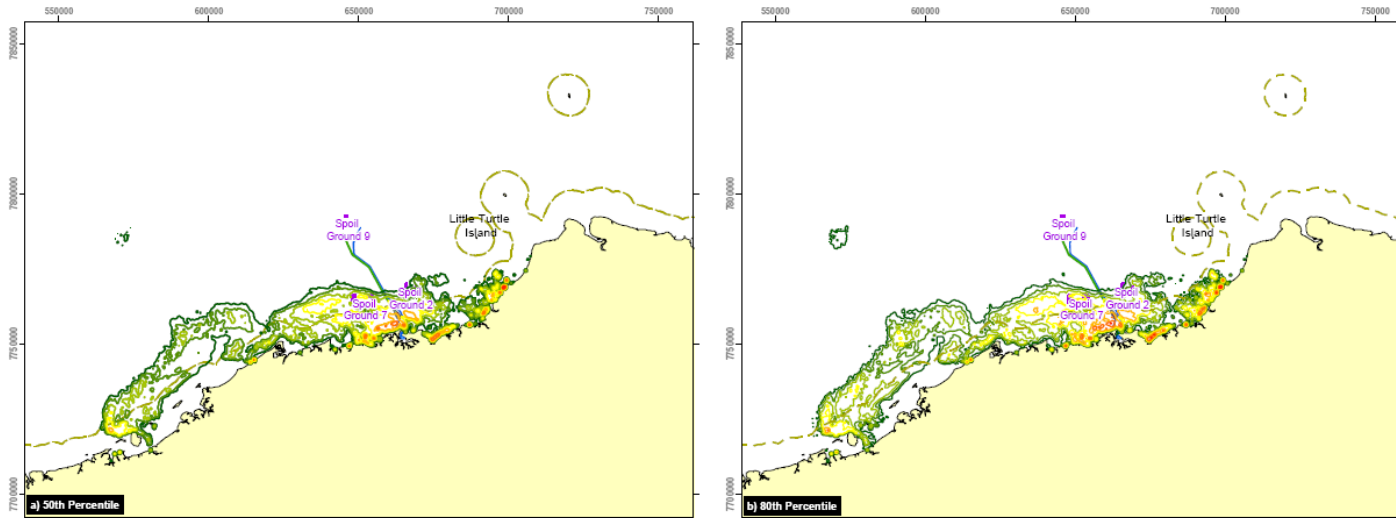 550000 600000 650000 700000 750000
7850000
7800000
7750000
7700000
Spoil
Ground 9
Little Turtle
Island
Spoil
Ground 2
Spoil
Ground 7
a) 50th Percentile
550000 600000 650000 700000 750000
7850000
7800000
7750000
7700000
Spoil
Ground 9
Little Turtle
Island
Spoil
Ground 2
Spoil
Ground 7
b) 80th Percentile